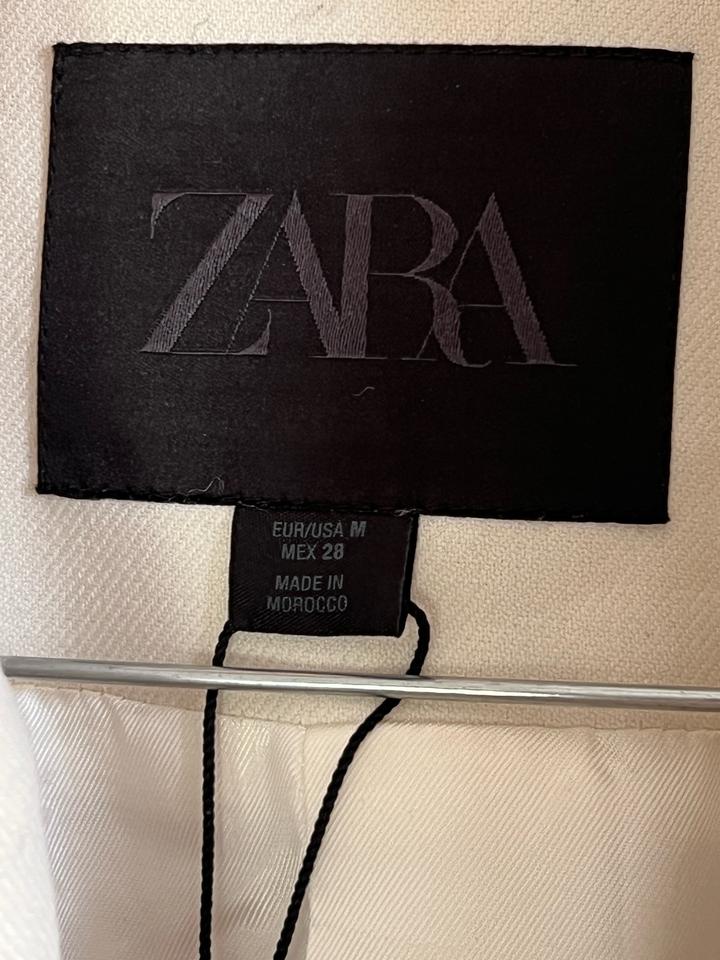 ZARA
EUR/USA M
MEX 28
MADE IN
MOROCCO